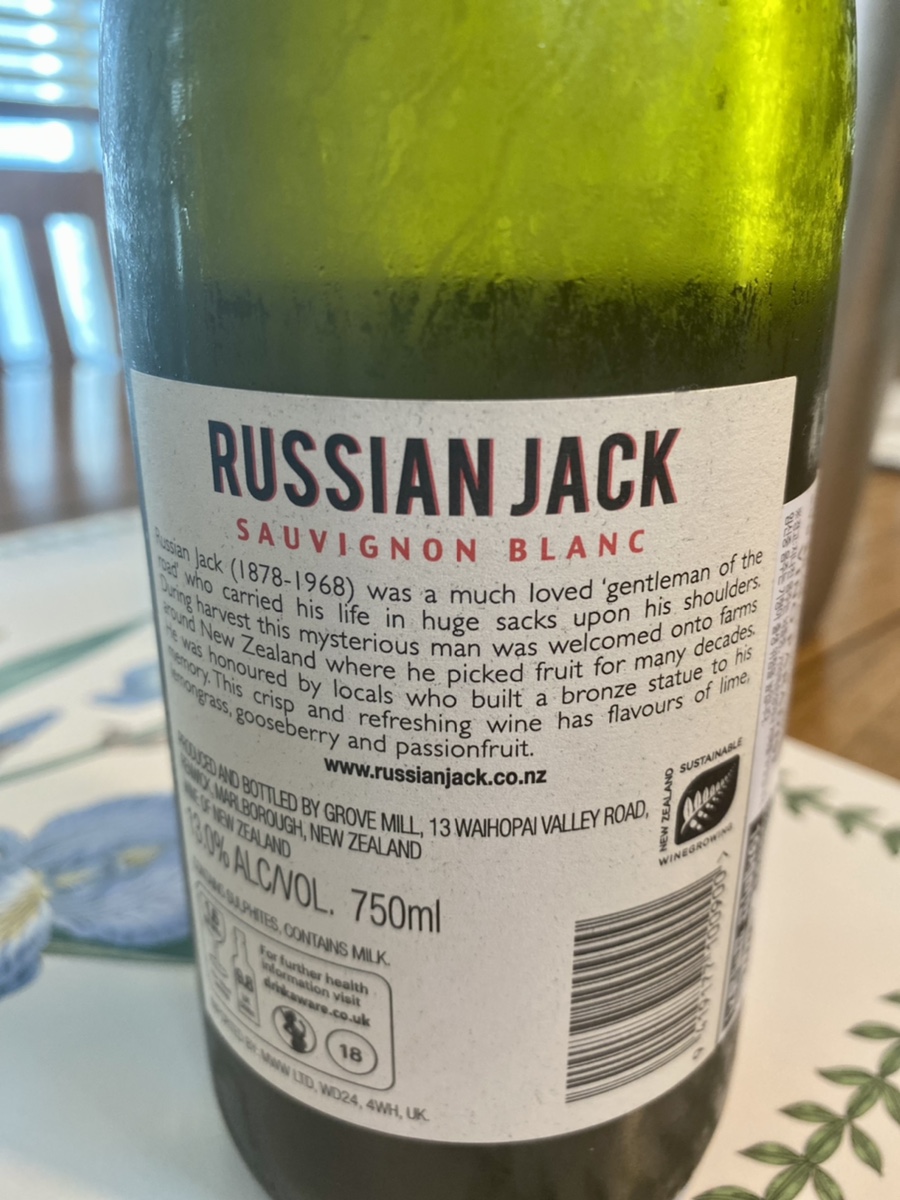 RUSSIAN JACK
SAUVIGNON BLANC
Russian Jack (1878-1968) was a much loved 'gentleman of the
road' who carried his life in huge sacks upon his shoulders.
During harvest this mysterious man was welcomed onto farms
around New Zealand where he picked fruit for many decades.
He was honoured by locals who built a bronze statue to his
memory. This crisp and refreshing wine has flavours of lime,
lemongrass, gooseberry and passionfruit.
www.russianjack.co.nz
PRODUCED AND BOTTLED BY GROVE MILL, 13 WAIHOPAI VALLEY ROAD,
RENWICK, MARLBOROUGH, NEW ZEALAND
WINE OF NEW ZEALAND
13.0% ALC/VOL. 750ml
SULPHITES, CONTAINS MILK.
For further health
information visit
drinkaware.co.uk
18
BY: MWW LTD, WD24, 4WH, UK
SUSTAINABLE
NEW ZEALAND
WINEGROWING